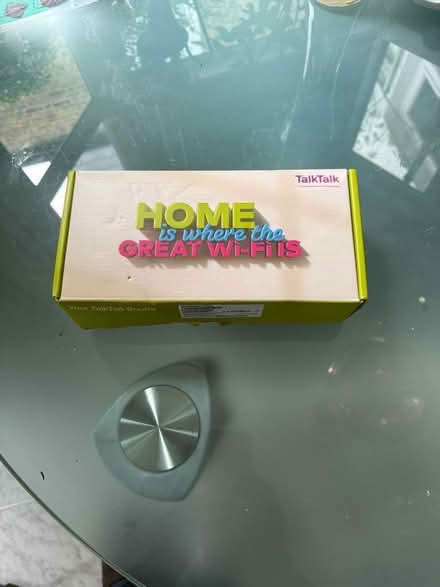 TalkTalk
HOME
is where the
GREAT Wi-Fi IS
Your TalkTalk Router